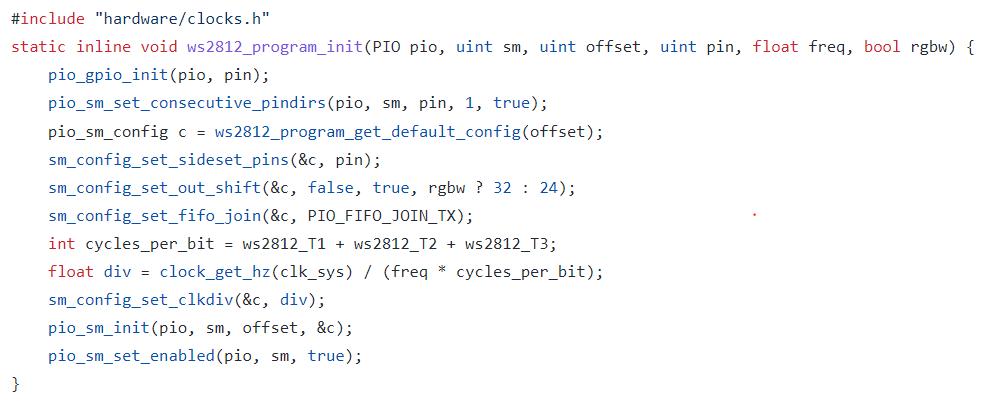 #include "hardware/clocks.h"
static inline void ws2812_program_init(PIO pio, uint sm, uint offset, uint pin, float freq, bool rgbw) {
    pio_gpio_init(pio, pin);
    pio_sm_set_consecutive_pindirs(pio, sm, pin, 1, true);
    pio_sm_config c = ws2812_program_get_default_config(offset);
    sm_config_set_sideset_pins(&c, pin);
    sm_config_set_out_shift(&c, false, true, rgbw ? 32 : 24);
    sm_config_set_fifo_join(&c, PIO_FIFO_JOIN_TX);
    int cycles_per_bit = ws2812_T1 + ws2812_T2 + ws2812_T3;
    float div = clock_get_hz(clk_sys) / (freq * cycles_per_bit);
    sm_config_set_clkdiv(&c, div);
    pio_sm_init(pio, sm, offset, &c);
    pio_sm_set_enabled(pio, sm, true);
}